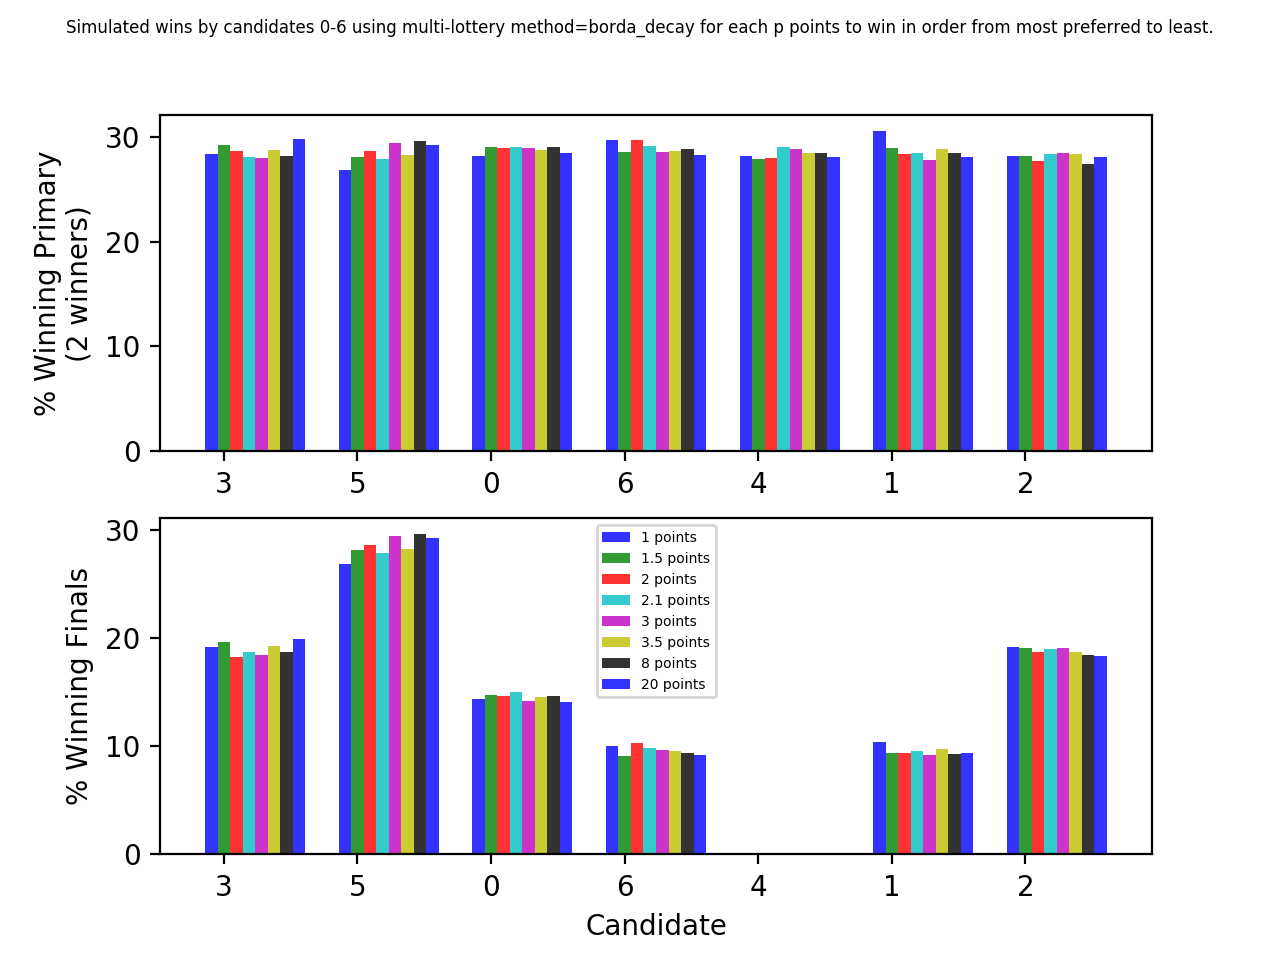 Simulated wins by candidates 0-6 using multi-lottery method=borda_decay for each p points to win in order from most preferred to least.
% Winning Primary
(2 winners)
30
20
10
0
3 5 0 6 4 1 2
% Winning Finals
30
20
10
0
1 points
1.5 points
2 points
2.1 points
3 points
3.5 points
8 points
20 points
3 5 0 6 4 1 2
Candidate